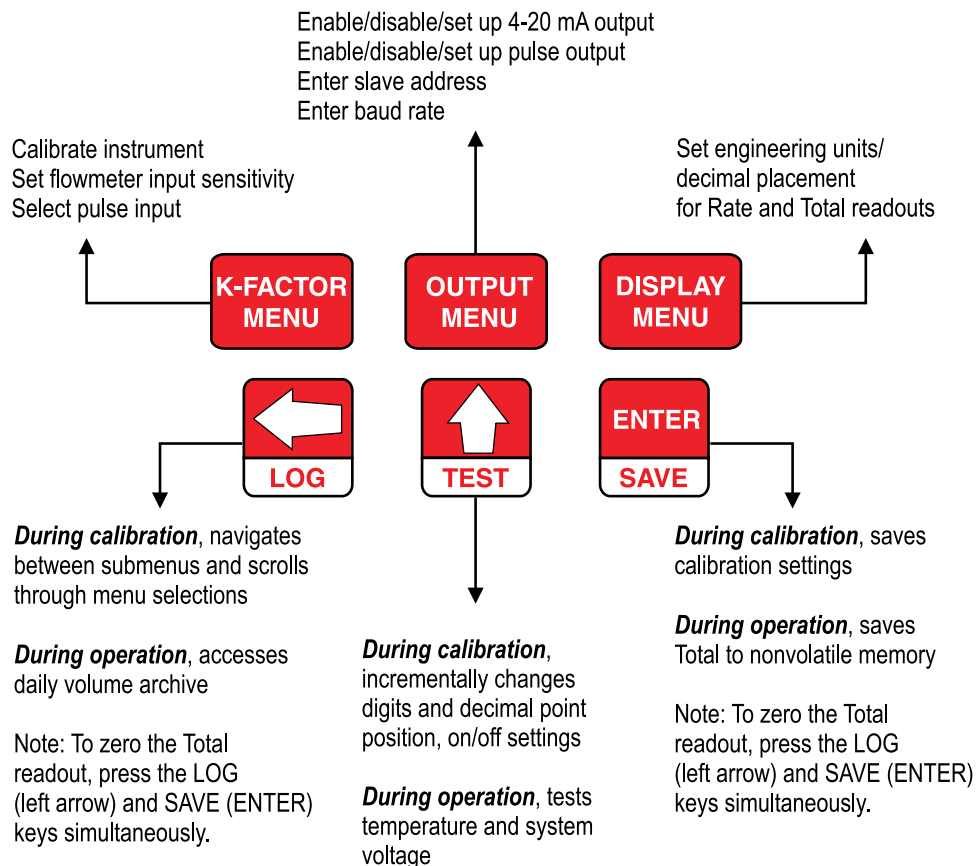 Enable/disable/set up 4-20 mA output
Enable/disable/set up pulse output
Enter slave address
Enter baud rate
Calibrate instrument
Set flowmeter input sensitivity
Select pulse input
Set engineering units/
decimal placement
for Rate and Total readouts
K-FACTOR
MENU
OUTPUT
MENU
DISPLAY
MENU
LOG
TEST
ENTER
SAVE
During calibration, navigates
between submenus and scrolls
through menu selections
During operation, accesses
daily volume archive
Note: To zero the Total
readout, press the LOG
(left arrow) and SAVE (ENTER)
keys simultaneously.
During calibration,
incrementally changes
digits and decimal point
position, on/off settings
During operation, tests
temperature and system
voltage
During calibration, saves
calibration settings
During operation, saves
Total to nonvolatile memory
Note: To zero the Total
readout, press the LOG
(left arrow) and SAVE (ENTER)
keys simultaneously.